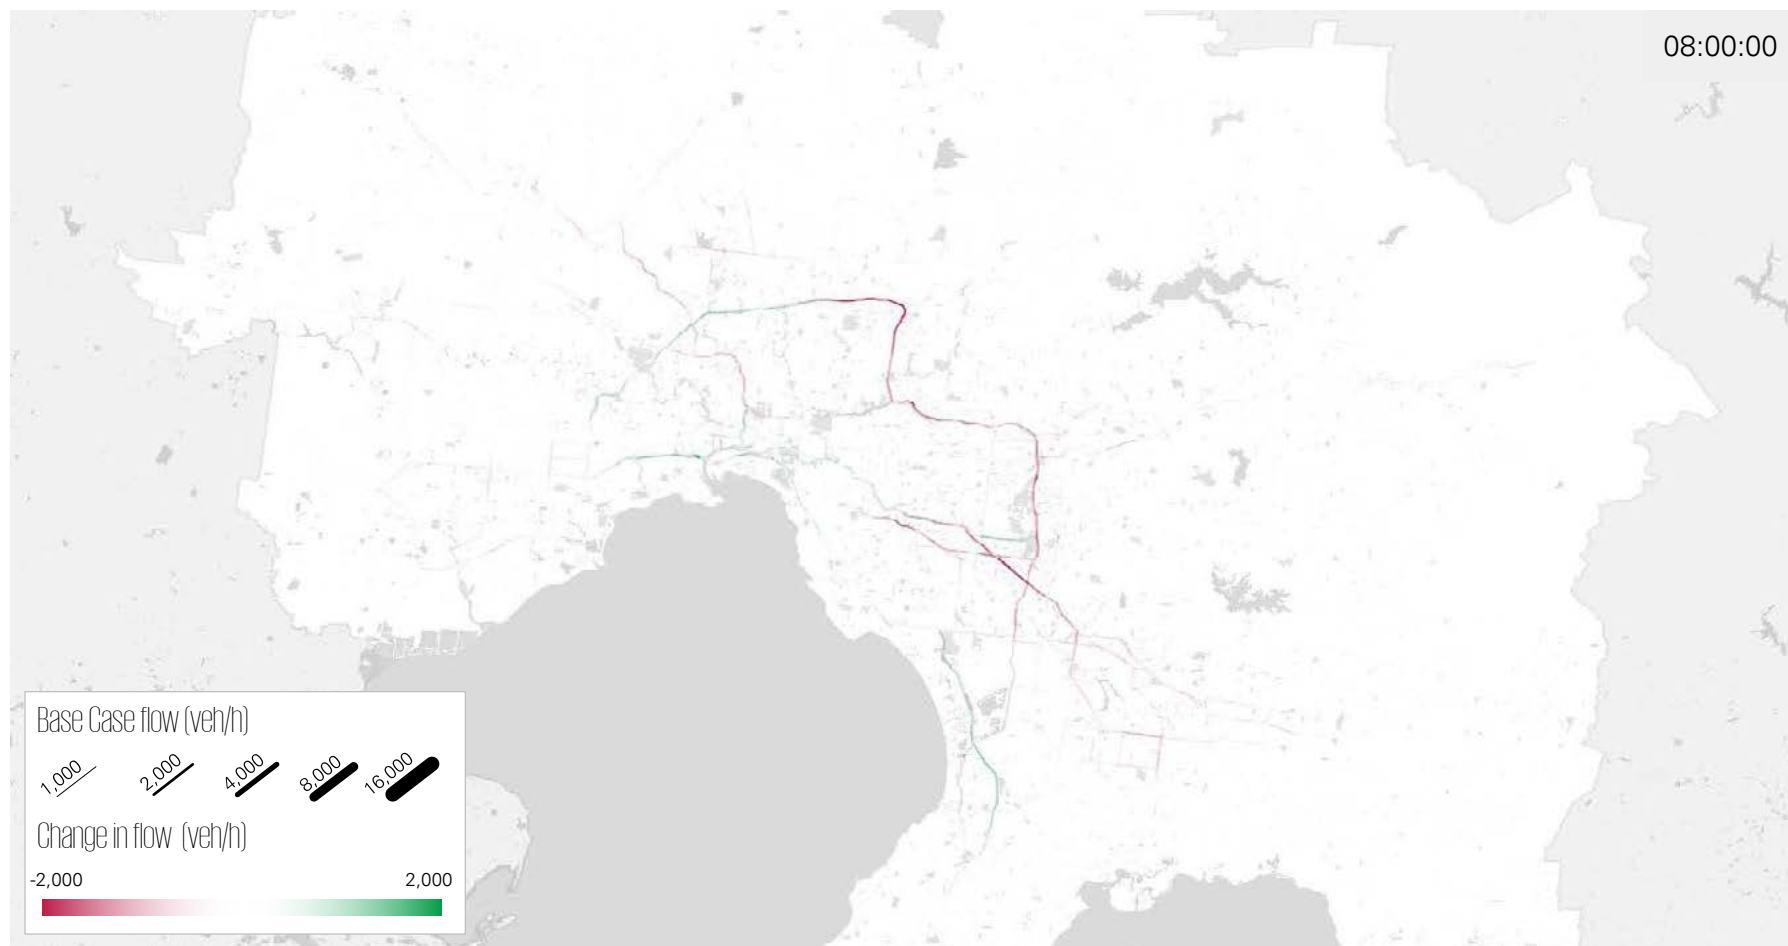 08:00:00
Base Case flow (veh/h)
1,000 2,000 4,000 8,000 16,000
Change in flow (veh/h)
-2,000 2,000